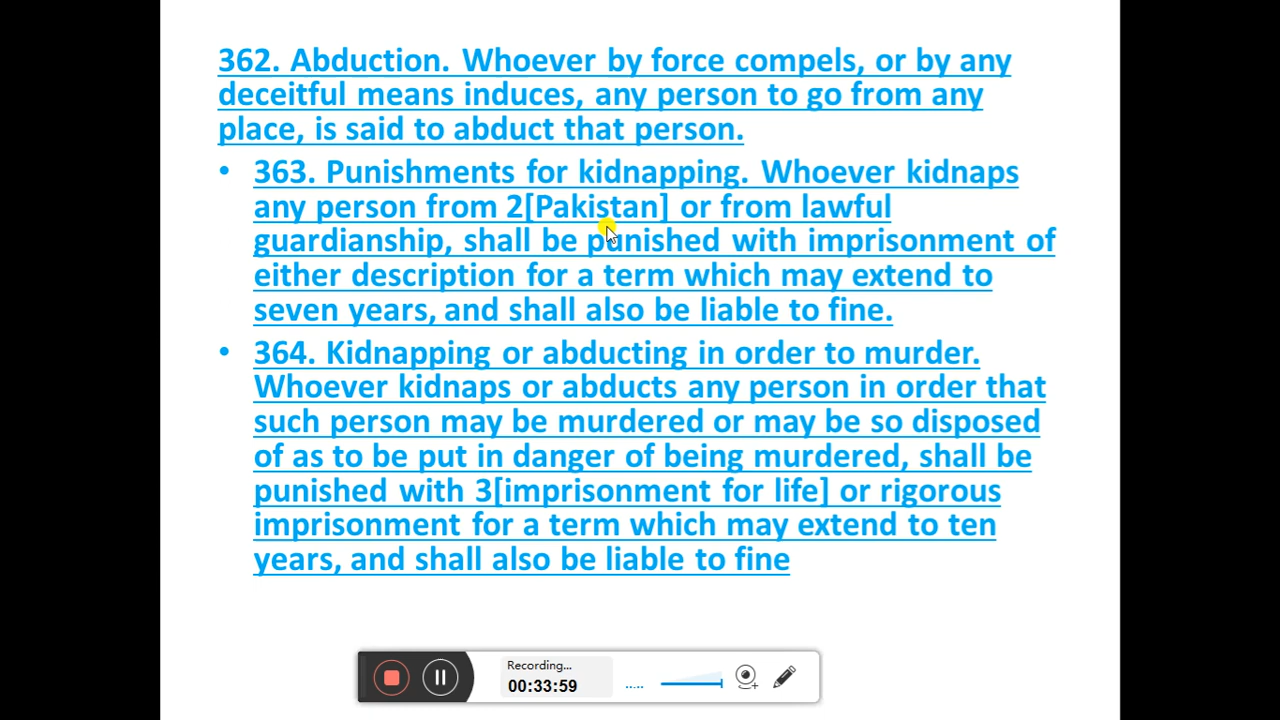 362. Abduction. Whoever by force compels, or by any
deceitful means induces, any person to go from any
place, is said to abduct that person.
• 363. Punishments for kidnapping. Whoever kidnaps
any person from 2[Pakistan] or from lawful
guardianship, shall be punished with imprisonment of
either description for a term which may extend to
seven years, and shall also be liable to fine.
• 364. Kidnapping or abducting in order to murder.
Whoever kidnaps or abducts any person in order that
such person may be murdered or may be so disposed
of as to be put in danger of being murdered, shall be
punished with 3[imprisonment for life] or rigorous
imprisonment for a term which may extend to ten
years, and shall also be liable to fine
Recording...
00:33:59